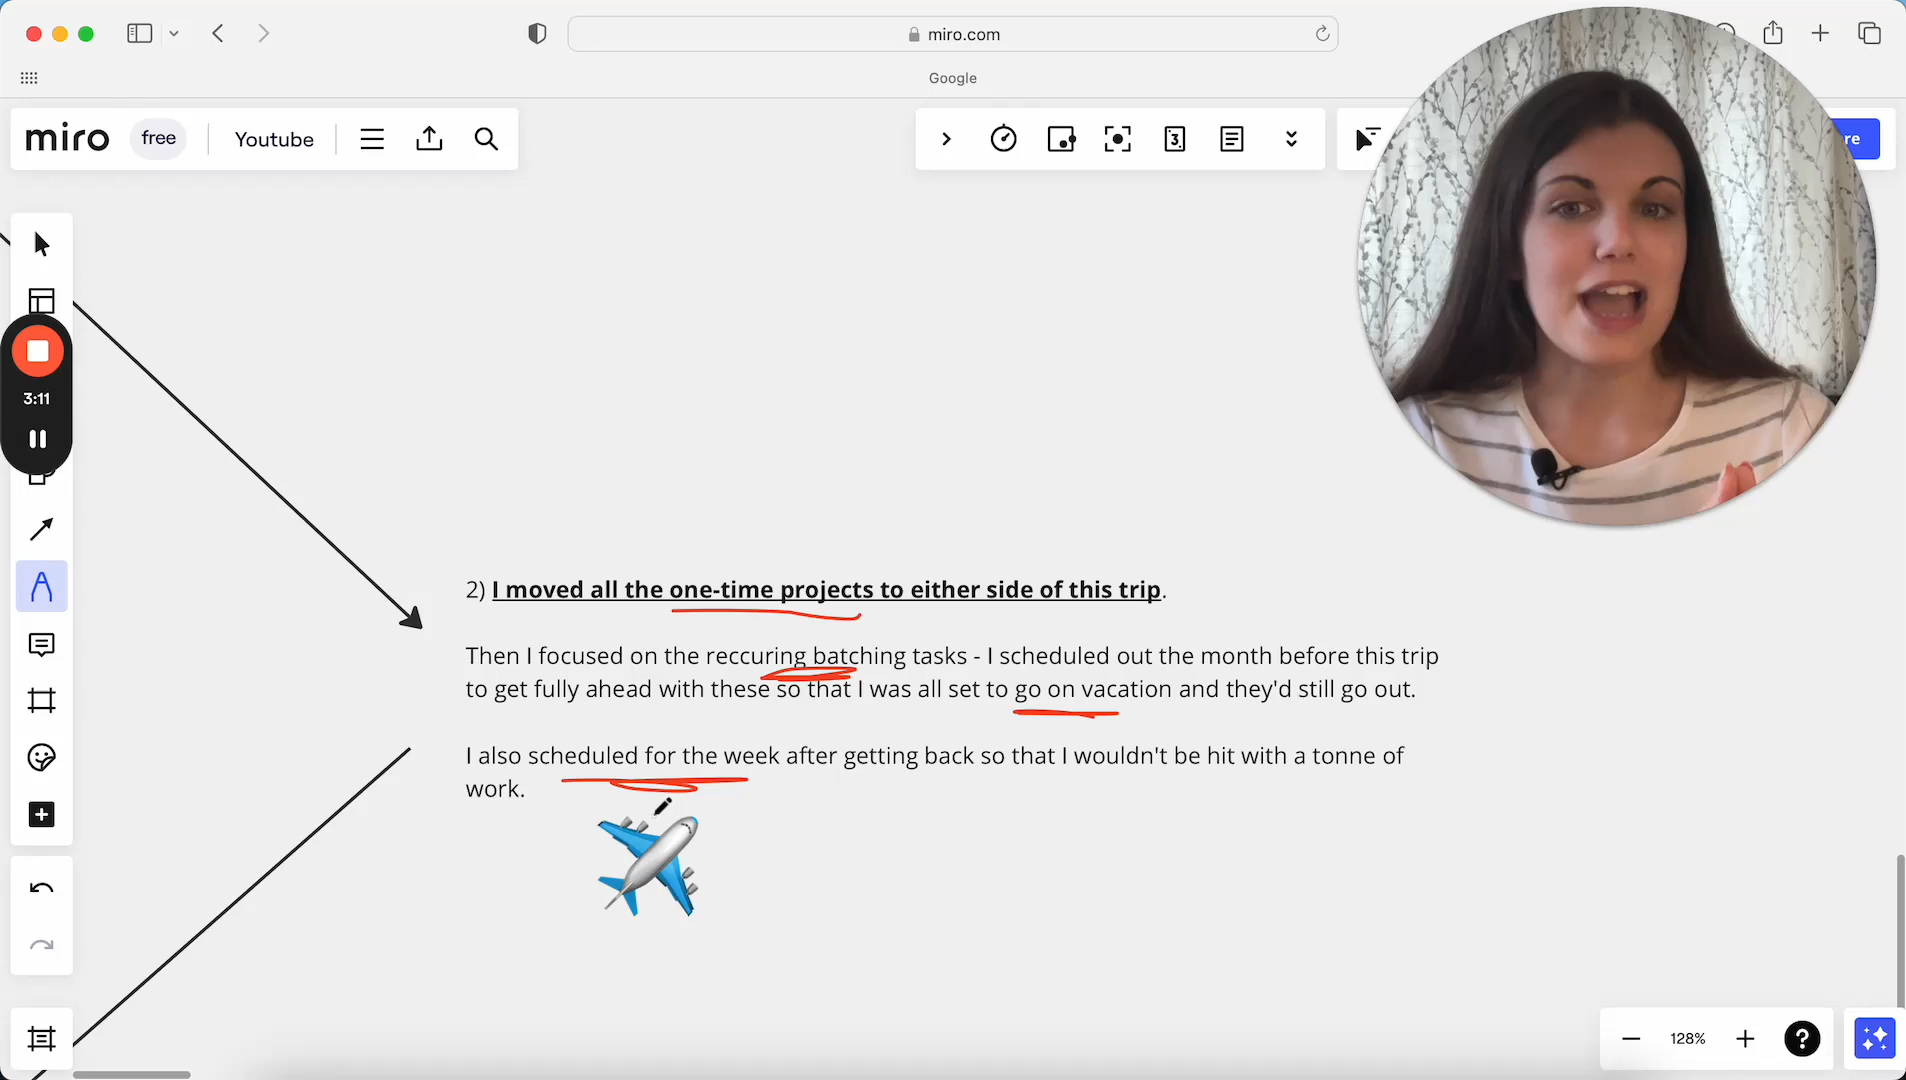 miro.com
Google
miro
free
Youtube
re
3:11
2) I moved all the one-time projects to either side of this trip.
Then I focused on the reccuring batching tasks - I scheduled out the month before this trip
to get fully ahead with these so that I was all set to go on vacation and they'd still go out.
I also scheduled for the week after getting back so that I wouldn't be hit with a tonne of
work.
128%